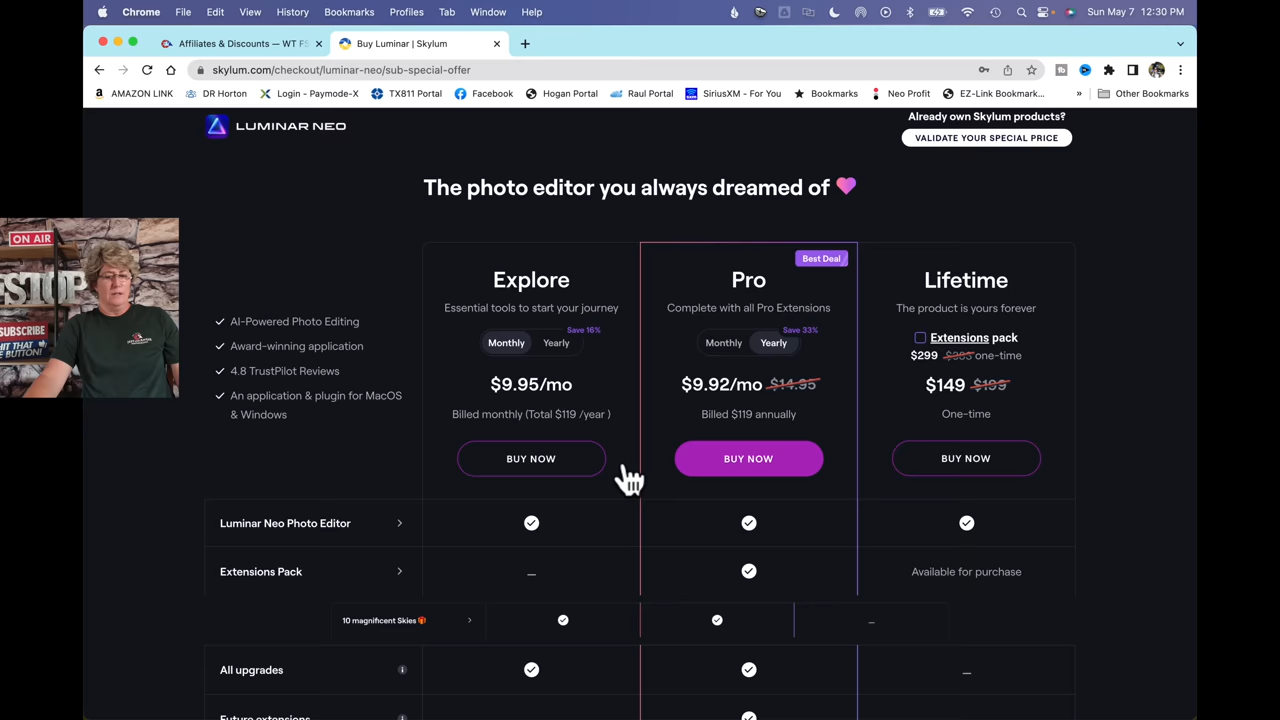 Chrome File Edit View History Bookmarks Profiles Tab Window Help
Sun May 7 12:30 PM
Affiliates & Discounts — WT FS
Buy Luminar | Skylum
skylum.com/checkout/luminar-neo/sub-special-offer
AMAZON LINK DR Horton Login - Paymode-X TX811 Portal Facebook Hogan Portal Raul Portal SiriusXM - For You Bookmarks Neo Profit EZ-Link Bookmark... » Other Bookmarks
LUMINAR NEO
Already own Skylum products?
VALIDATE YOUR SPECIAL PRICE
The photo editor you always dreamed of
ON AIR
STOP
SUBSCRIBE
HIT THAT
BUTTON!
AI-Powered Photo Editing
Award-winning application
4.8 TrustPilot Reviews
An application & plugin for MacOS
& Windows
Explore
Essential tools to start your journey
Save 16%
Monthly Yearly
$9.95/mo
Billed monthly (Total $119 /year )
BUY NOW
Best Deal
Pro
Complete with all Pro Extensions
Save 33%
Monthly Yearly
$9.92/mo $14.95
Billed $119 annually
BUY NOW
Lifetime
The product is yours forever
Extensions pack
$299 $395 one-time
$149 $199
One-time
BUY NOW
Luminar Neo Photo Editor
Extensions Pack
Available for purchase
10 magnificent Skies
All upgrades
Future extensions